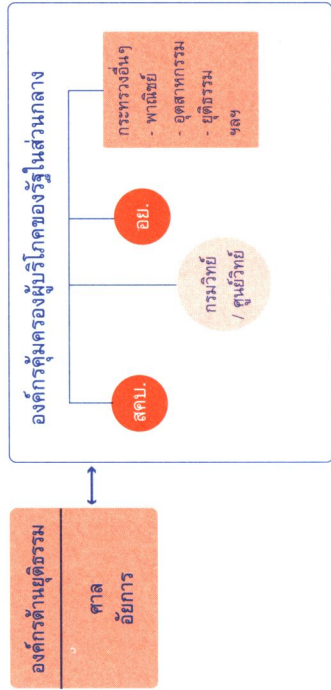 องค์กรด้านยุติธรรม
ศาล
อัยการ
องค์กรคุ้มครองผู้บริโภคของรัฐในส่วนกลาง
สคบ.
กรมวิทย์
/ ศูนย์วิทย์
อย.
กระทรวงอื่นๆ
- พาณิชย์
- อุตสาหกรรม
- ยุติธรรม
ฯลฯ